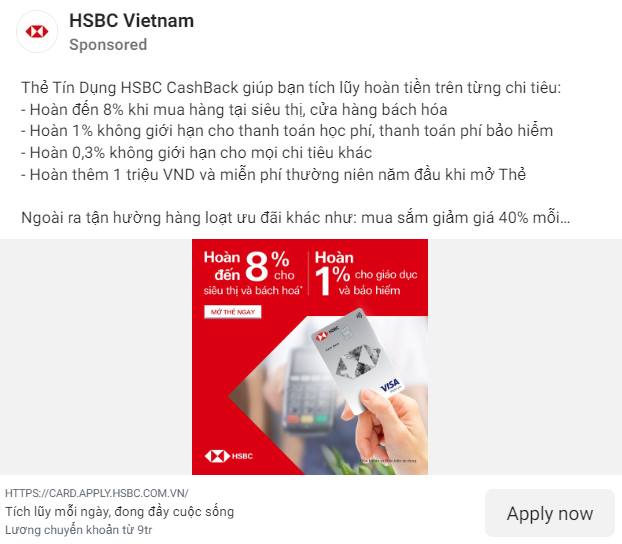 HSBC Vietnam
Sponsored
Thẻ Tín Dụng HSBC CashBack giúp bạn tích lũy hoàn tiền trên từng chi tiêu:
- Hoàn đến 8% khi mua hàng tại siêu thị, cửa hàng bách hóa
- Hoàn 1% không giới hạn cho thanh toán học phí, thanh toán phí bảo hiểm
- Hoàn 0,3% không giới hạn cho mọi chi tiêu khác
- Hoàn thêm 1 triệu VND và miễn phí thường niên năm đầu khi mở Thẻ
Ngoài ra tận hưởng hàng loạt ưu đãi khác như: mua sắm giảm giá 40% mỗi...
Hoàn đến 8% cho
siêu thị và bách hoá*
Hoàn 1% cho giáo dục
và bảo hiểm
MỞ THẺ NGAY
HSBC
VISA
HSBC
HTTPS://CARD.APPLY.HSBC.COM.VN/
Tích lũy mỗi ngày, đong đầy cuộc sống
Lương chuyển khoản từ 9tr
Apply now